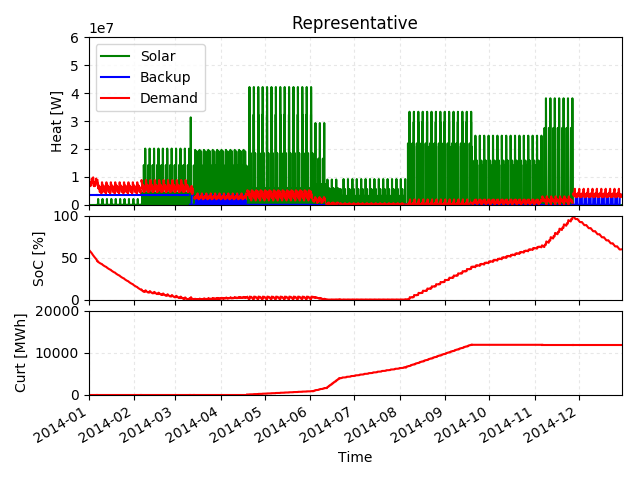 Representative
1e7
6
5
4
3
2
1
0
Heat [W]
Solar
Backup
Demand
100
50
0
SoC [%]
20000
10000
0
Curt [MWh]
2014-01
2014-02
2014-03
2014-04
2014-05
2014-06
2014-07
2014-08
2014-09
2014-10
2014-11
2014-12
Time